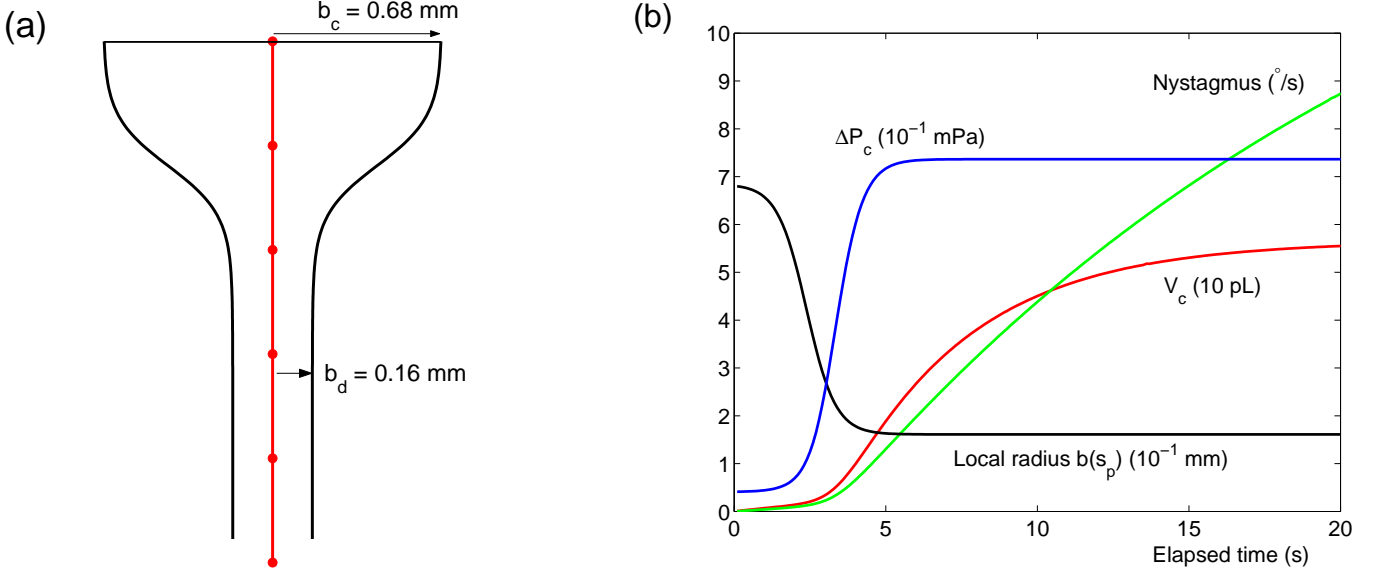 (a)
b_c = 0.68 mm
b_d = 0.16 mm
(b)
10
9
8
7
6
5
4
3
2
1
0
Nystagmus (°/s)
ΔP_c (10^−1 mPa)
V_c (10 pL)
Local radius b(s_p) (10^−1 mm)
0 5 10 15 20
Elapsed time (s)